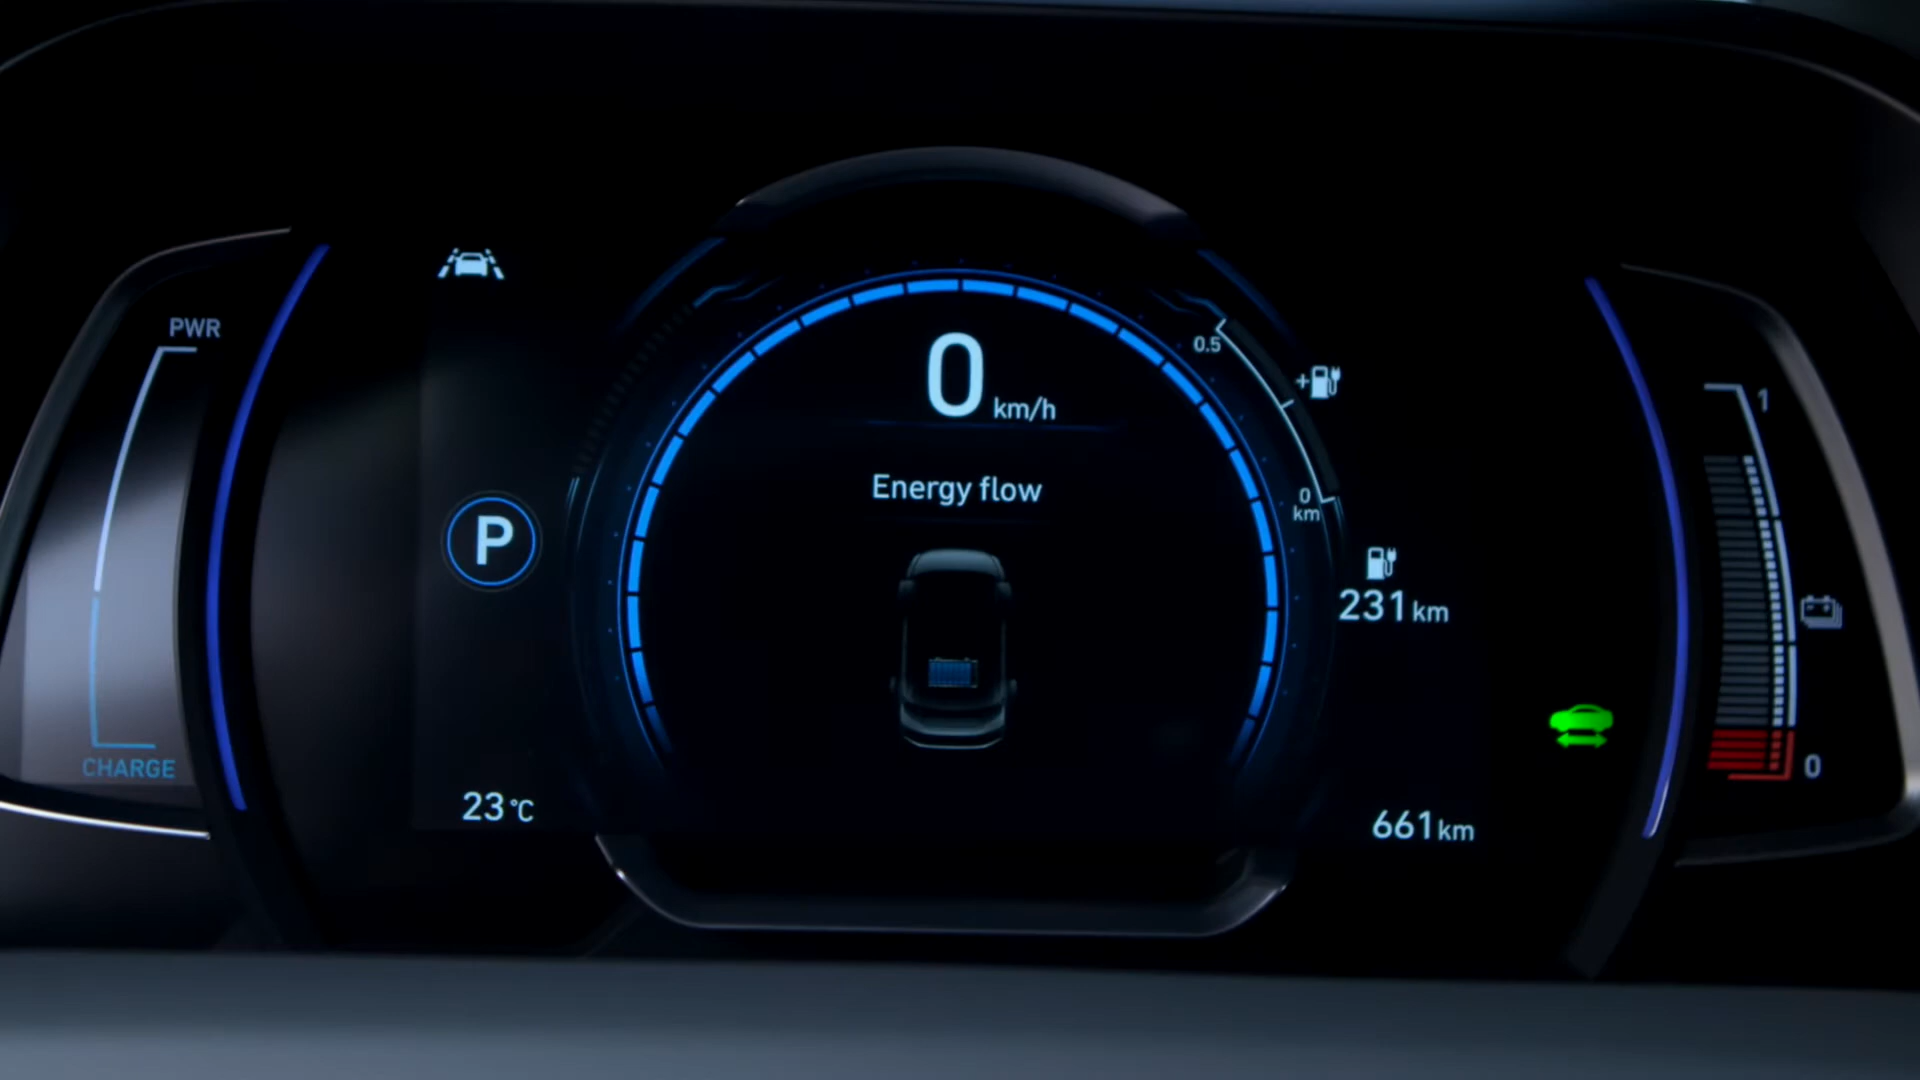 PWR
CHARGE
P
23 °C
0 km/h
Energy flow
0.5
+
0
km
231 km
661 km
1
0